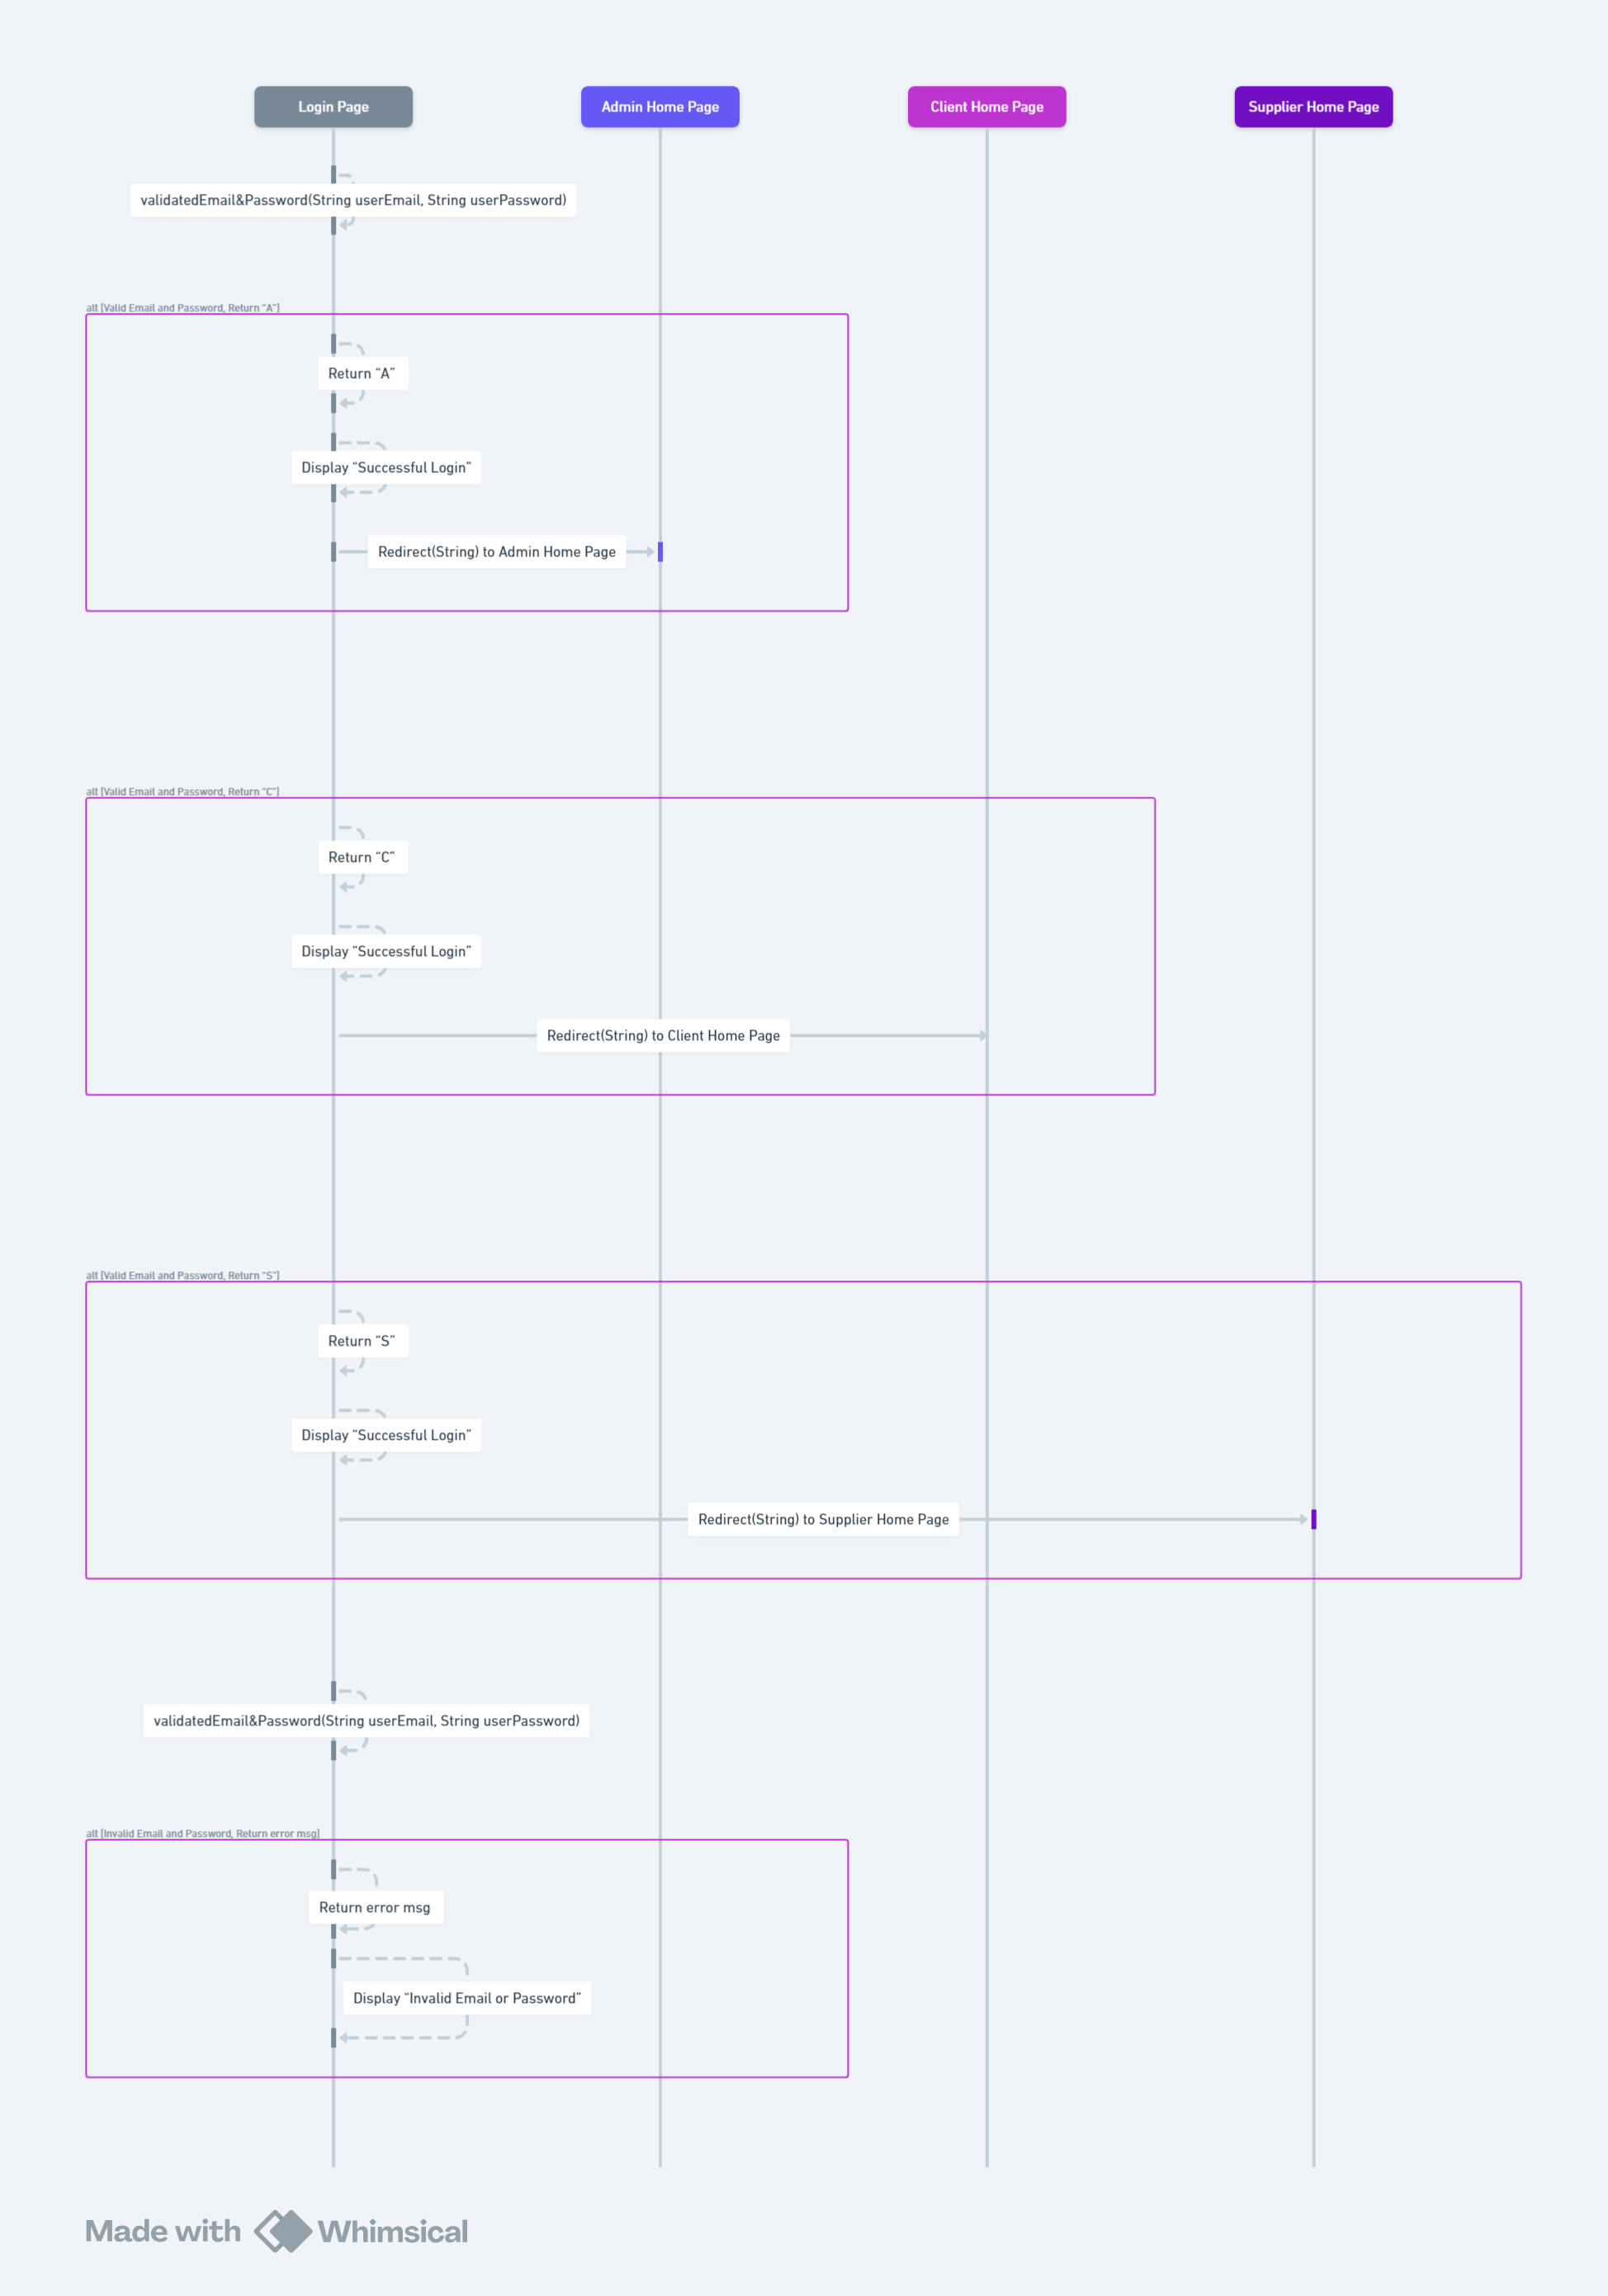 Login Page
Admin Home Page
Client Home Page
Supplier Home Page
validatedEmail&Password(String userEmail, String userPassword)
alt [Valid Email and Password, Return “A”]
Return “A”
Display “Successful Login”
Redirect(String) to Admin Home Page
alt [Valid Email and Password, Return “C”]
Return “C”
Display “Successful Login”
Redirect(String) to Client Home Page
alt [Valid Email and Password, Return “S”]
Return “S”
Display “Successful Login”
Redirect(String) to Supplier Home Page
validatedEmail&Password(String userEmail, String userPassword)
alt [Invalid Email and Password, Return error msg]
Return error msg
Display “Invalid Email or Password”
Made with Whimsical